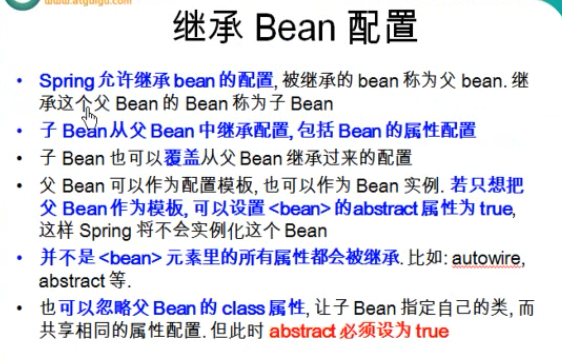 www.atguigu.com
继承 Bean 配置
• Spring 允许继承 bean 的配置, 被继承的 bean 称为父 bean. 继
承这个父 Bean 的 Bean 称为子 Bean
• 子 Bean 从父 Bean 中继承配置, 包括 Bean 的属性配置
• 子 Bean 也可以覆盖从父 Bean 继承过来的配置
• 父 Bean 可以作为配置模板, 也可以作为 Bean 实例. 若只想把
父 Bean 作为模板, 可以设置 <bean> 的abstract 属性为 true,
这样 Spring 将不会实例化这个 Bean
• 并不是 <bean> 元素里的所有属性都会被继承. 比如: autowire,
abstract 等.
• 也可以忽略父 Bean 的 class 属性, 让子 Bean 指定自己的类, 而
共享相同的属性配置. 但此时 abstract 必须设为 true